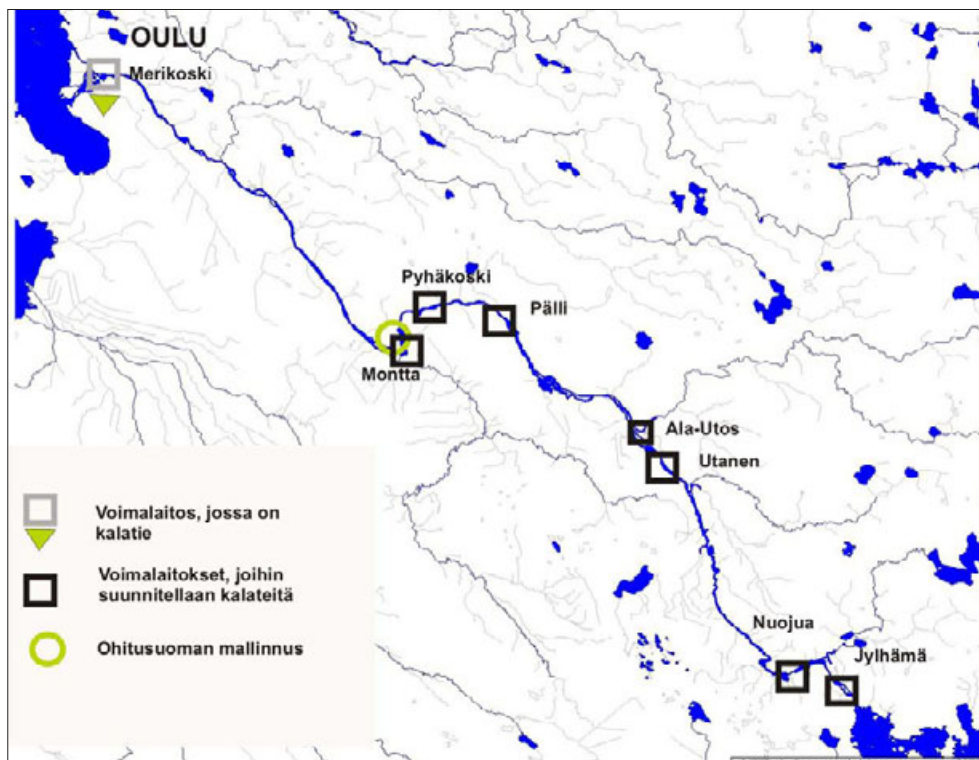 OULU
Merikoski
Pyhäkoski
Pälli
Montta
Ala-Utos
Utanen
Nuojua
Jylhämä
Voimalaitos, jossa on
kalatie
Voimalaitokset, joihin
suunnitellaan kalateitä
Ohitusuoman mallinnus